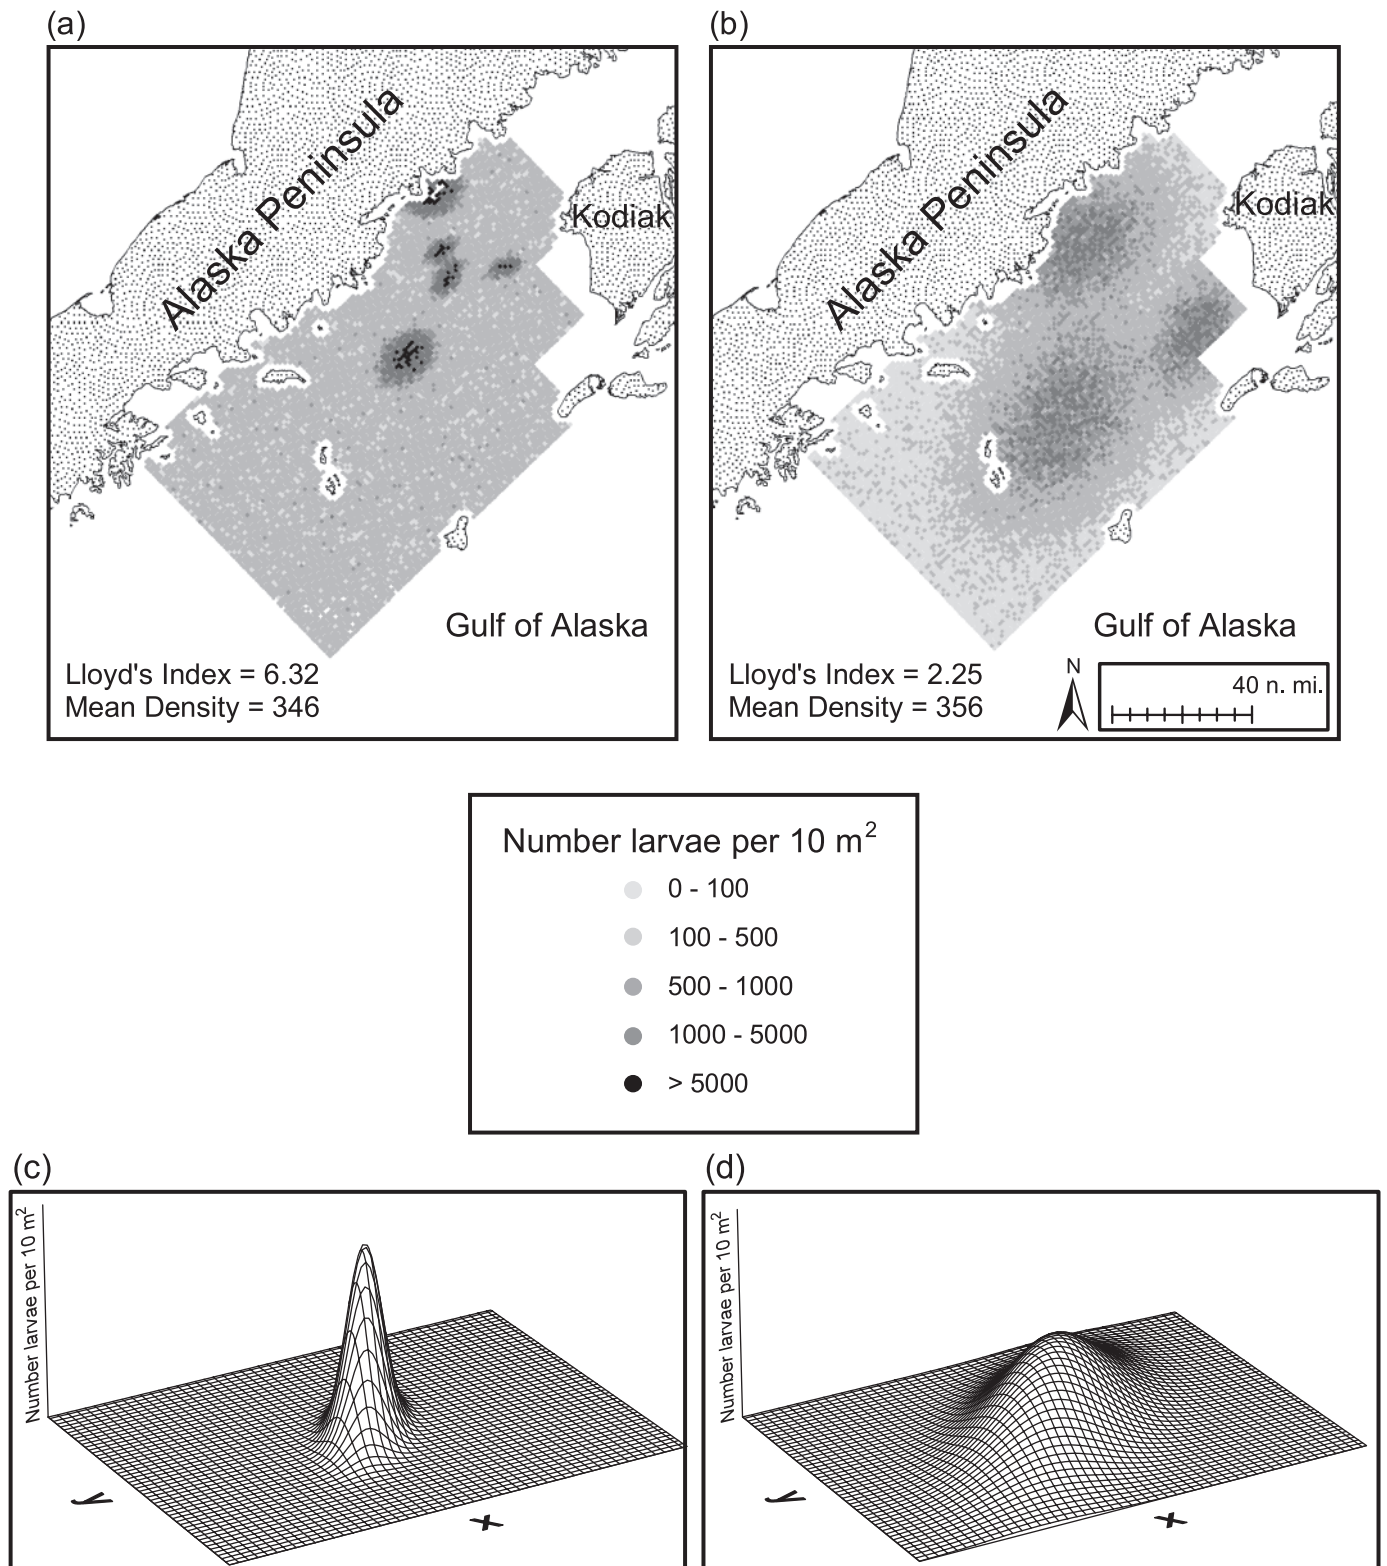 (a)
Alaska Peninsula
Kodiak
Gulf of Alaska
Lloyd's Index = 6.32
Mean Density = 346
(b)
Alaska Peninsula
Kodiak
Gulf of Alaska
Lloyd's Index = 2.25
Mean Density = 356
N
40 n. mi.
Number larvae per 10 m²
0 - 100
100 - 500
500 - 1000
1000 - 5000
> 5000
(c)
Number larvae per 10 m²
y
x
(d)
Number larvae per 10 m²
y
x